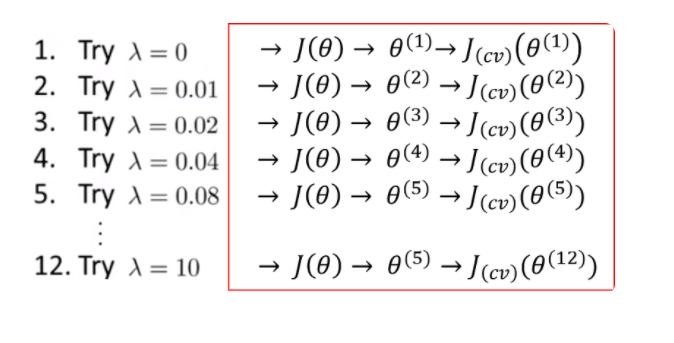 1. Try λ = 0 → J(θ) → θ^(1) → J_(cv)(θ^(1))
2. Try λ = 0.01 → J(θ) → θ^(2) → J_(cv)(θ^(2))
3. Try λ = 0.02 → J(θ) → θ^(3) → J_(cv)(θ^(3))
4. Try λ = 0.04 → J(θ) → θ^(4) → J_(cv)(θ^(4))
5. Try λ = 0.08 → J(θ) → θ^(5) → J_(cv)(θ^(5))
⋮
12. Try λ = 10 → J(θ) → θ^(5) → J_(cv)(θ^(12))